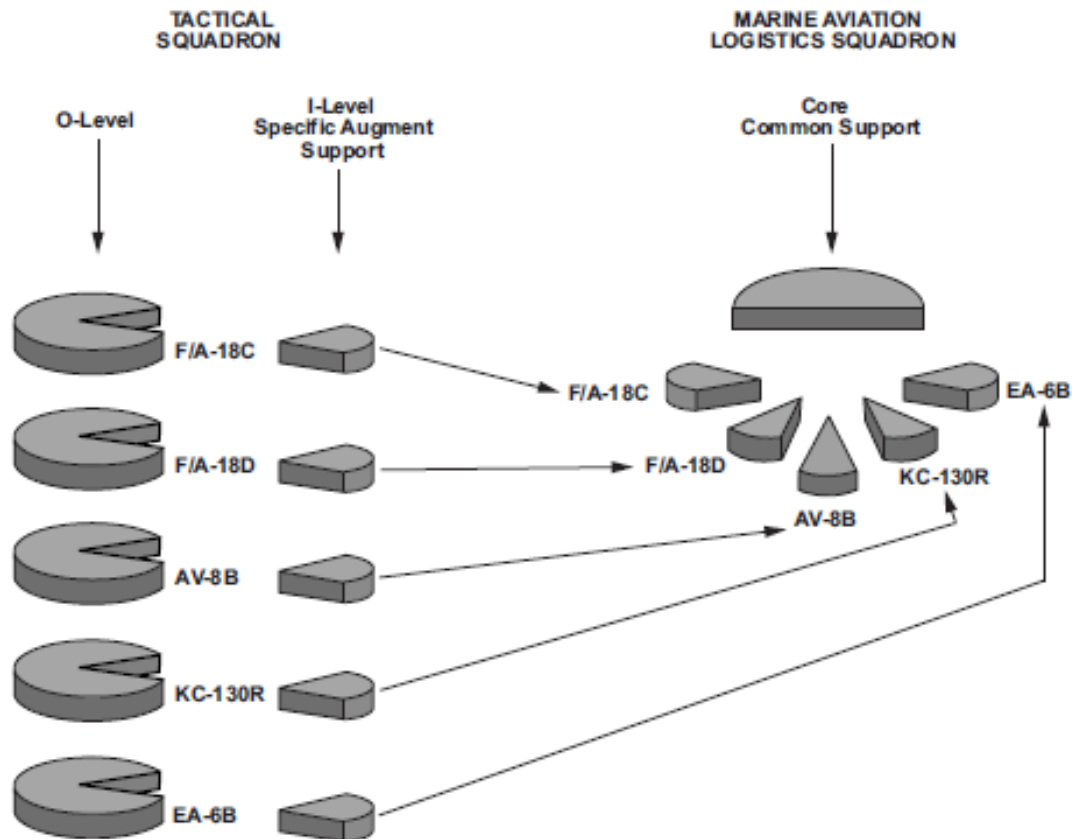 TACTICAL
SQUADRON
MARINE AVIATION
LOGISTICS SQUADRON
O-Level
I-Level
Specific Augment
Support
Core
Common Support
F/A-18C
F/A-18D
AV-8B
KC-130R
EA-6B
F/A-18C
F/A-18D
AV-8B
KC-130R
EA-6B